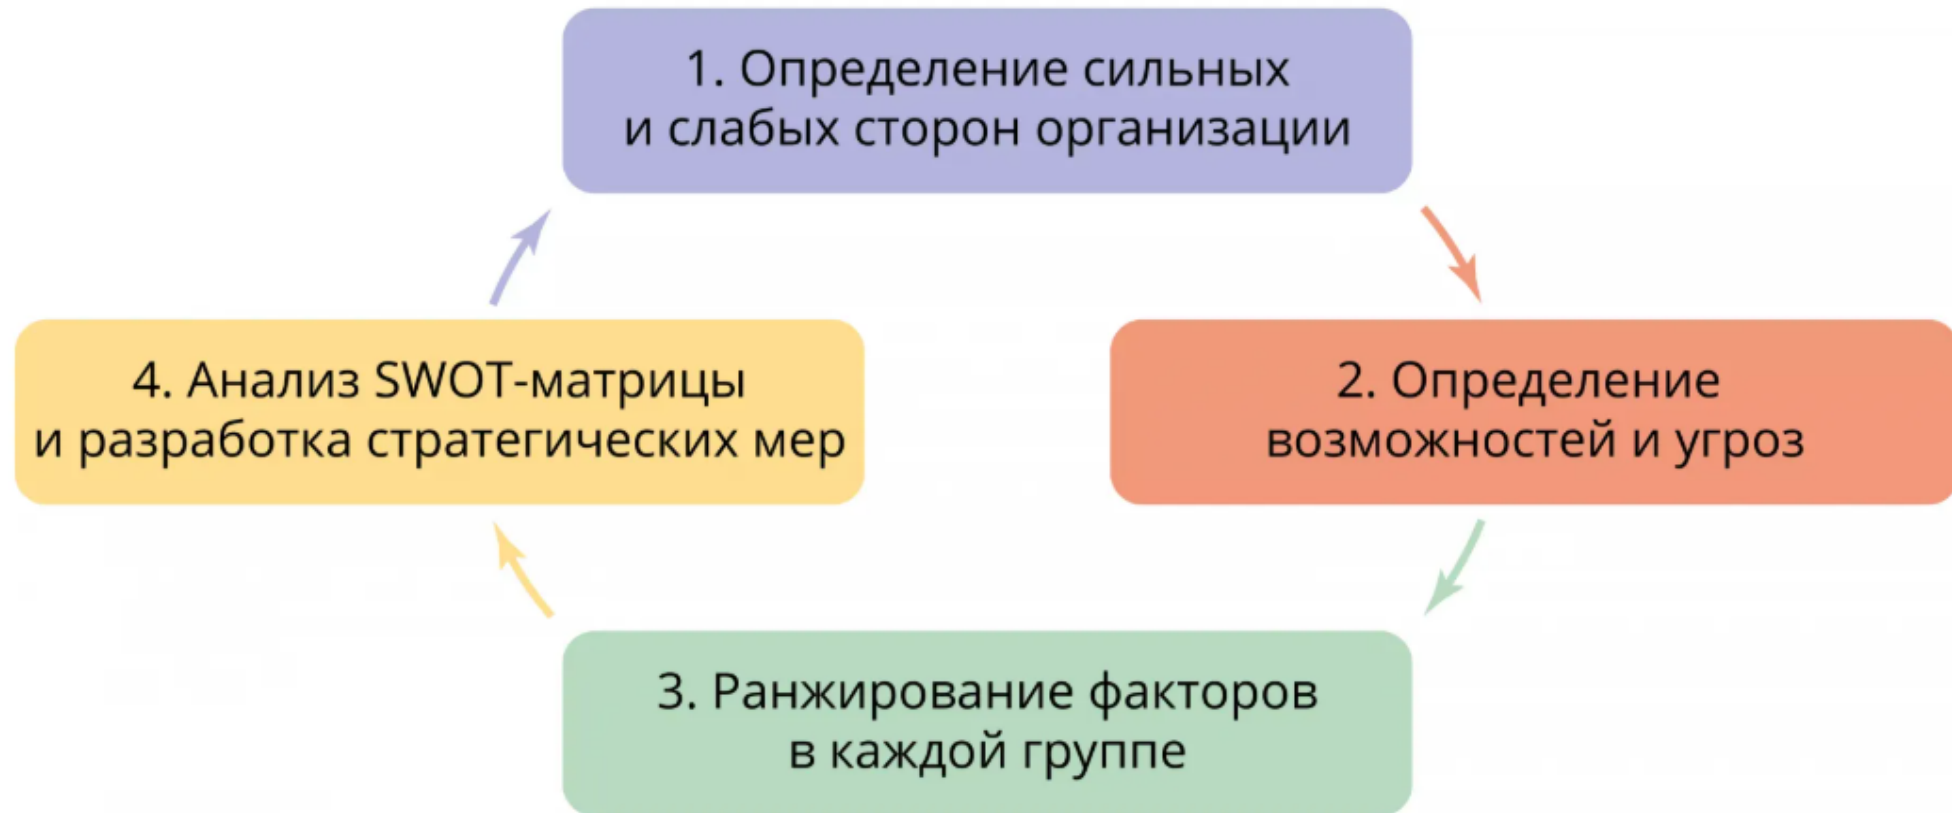 1. Определение сильных
и слабых сторон организации
2. Определение
возможностей и угроз
3. Ранжирование факторов
в каждой группе
4. Анализ SWOT-матрицы
и разработка стратегических мер